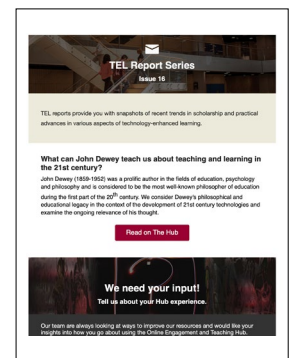 TEL Report Series
Issue 16
TEL reports provide you with snapshots of recent trends in scholarship and practical
advances in various aspects of technology-enhanced learning.
What can John Dewey teach us about teaching and learning in
the 21st century?
John Dewey (1859-1952) was a prolific author in the fields of education, psychology
and philosophy and is considered to be the most well-known philosopher of education
during the first part of the 20th century. We consider Dewey's philosophical and
educational legacy in the context of the development of 21st century technologies and
examine the ongoing relevance of his thought.
Read on The Hub
We need your input!
Tell us about your Hub experience.
Our team are always looking at ways to improve our resources and would like your
insights into how you go about using the Online Engagement and Teaching Hub.